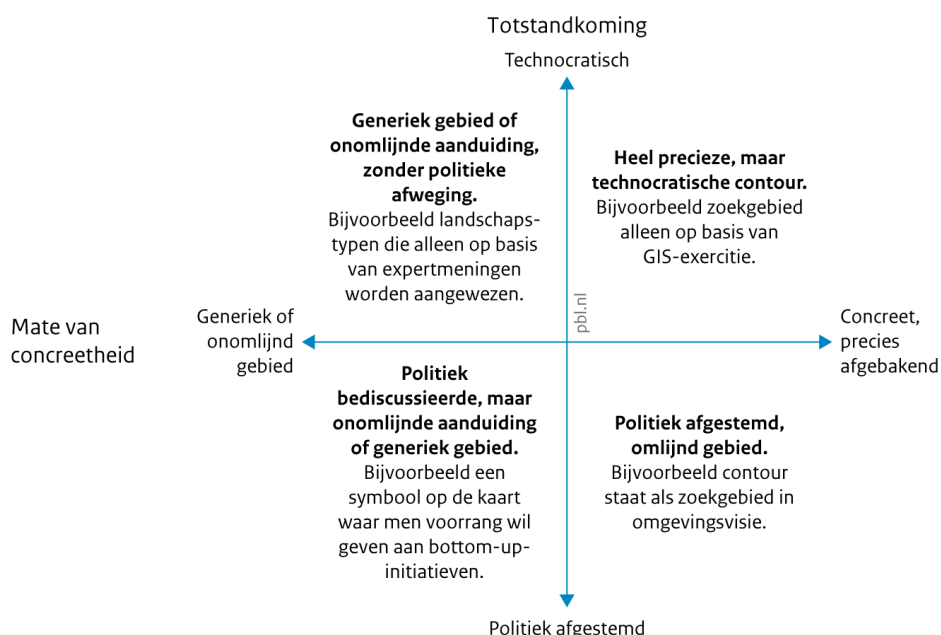 Totstandkoming
Technocratisch
Generiek gebied of
onomlijnde aanduiding,
zonder politieke
afweging.
Bijvoorbeeld landschaps-
typen die alleen op basis
van expertmeningen
worden aangewezen.
Heel precieze, maar
technocratische contour.
Bijvoorbeeld zoekgebied
alleen op basis van
GIS-exercitie.
pbl.nl
Mate van
concreetheid
Generiek of
onomlijnd
gebied
Concreet,
precies
afgebakend
Politiek
bediscussieerde, maar
onomlijnde aanduiding
of generiek gebied.
Bijvoorbeeld een
symbool op de kaart
waar men voorrang wil
geven aan bottom-up-
initiatieven.
Politiek afgestemd,
omlijnd gebied.
Bijvoorbeeld contour
staat als zoekgebied in
omgevingsvisie.
Politiek afgestemd